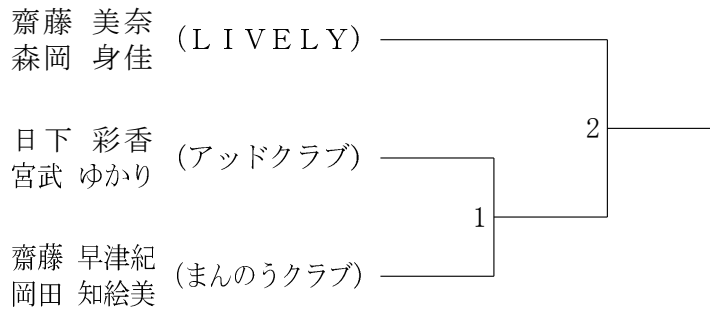 齋藤 美奈
森岡 身佳
(ＬＩＶＥＬＹ)
日下 彩香
宮武 ゆかり
(アッドクラブ)
齋藤 早津紀
岡田 知絵美
(まんのうクラブ)
1
2